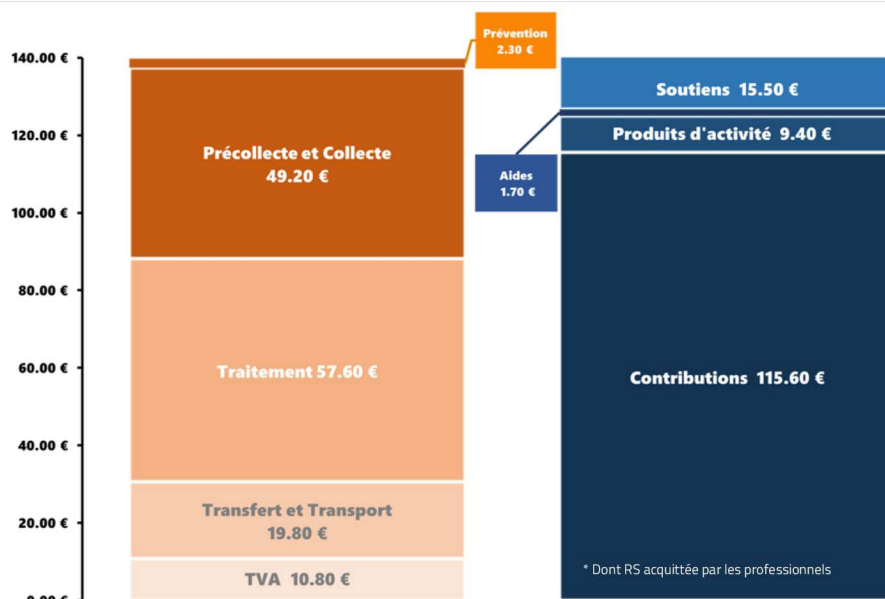 Prévention
2.30 €
140.00 €
Soutiens 15.50 €
120.00 €
Produits d'activité 9.40 €
Précollecte et Collecte
49.20 €
Aides
1.70 €
100.00 €
80.00 €
60.00 €
Traitement 57.60 €
Contributions 115.60 €
40.00 €
Transfert et Transport
19.80 €
20.00 €
TVA 10.80 €
* Dont RS acquittée par les professionnels
0.00 €